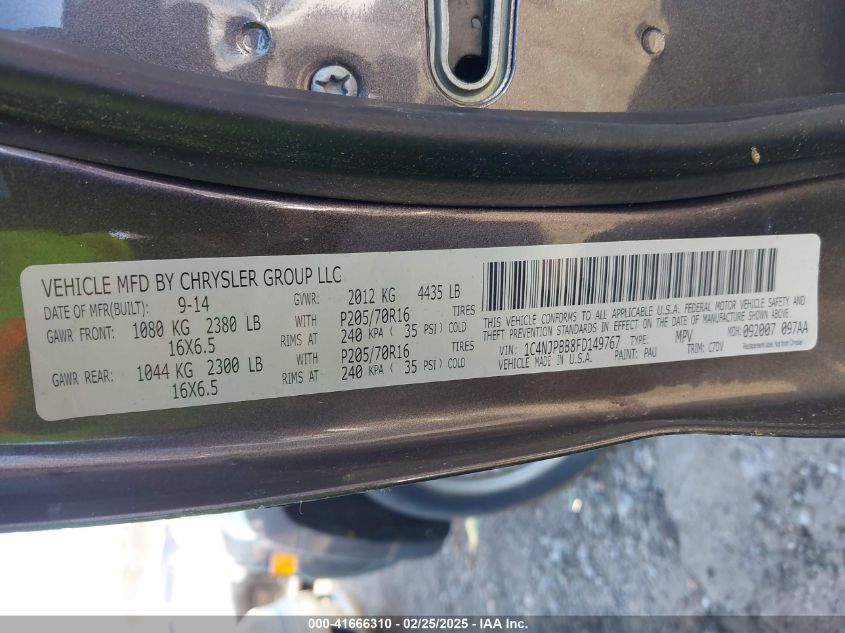 VEHICLE MFD BY CHRYSLER GROUP LLC
DATE OF MFR(BUILT): 9-14 GVWR: 2012 KG 4435 LB
GAWR FRONT: 1080 KG 2380 LB WITH P205/70R16 TIRES
16X6.5 RIMS AT 240 KPA ( 35 PSI) COLD
GAWR REAR: 1044 KG 2300 LB WITH P205/70R16 TIRES
16X6.5 RIMS AT 240 KPA ( 35 PSI) COLD
THIS VEHICLE CONFORMS TO ALL APPLICABLE U.S.A. FEDERAL MOTOR VEHICLE SAFETY AND
THEFT PREVENTION STANDARDS IN EFFECT ON THE DATE OF MANUFACTURE SHOWN ABOVE.
VIN: 1C4NJPBB8FD149767 TYPE: MPV MDH: 092007 097AA
VEHICLE MADE IN U.S.A. PAINT: PAU TRIM: C7DV Replacement label: Not from Chrysler
-000-41666310 - 02/25/2025 - IAA Inc.